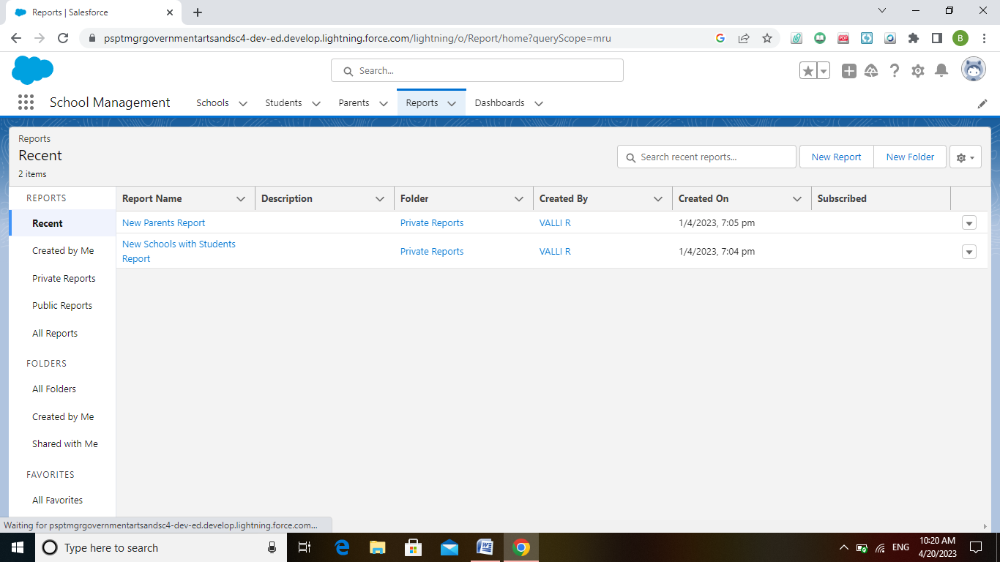 Reports | Salesforce
psptmgrgovernmentartsandsc4-dev-ed.develop.lightning.force.com/lightning/o/Report/home?queryScope=mru
B
Search...
School Management
Schools
Students
Parents
Reports
Dashboards
Reports
Recent
2 items
Search recent reports...
New Report
New Folder
REPORTS
Recent
Created by Me
Private Reports
Public Reports
All Reports
FOLDERS
All Folders
Created by Me
Shared with Me
FAVORITES
All Favorites
Report Name Description Folder Created By Created On Subscribed
New Parents Report Private Reports VALLI R 1/4/2023, 7:05 pm
New Schools with Students
Report
Private Reports VALLI R 1/4/2023, 7:04 pm
Waiting for psptmgrgovernmentartsandsc4-dev-ed.develop.lightning.force.com...
Type here to search
ENG
10:20 AM
4/20/2023